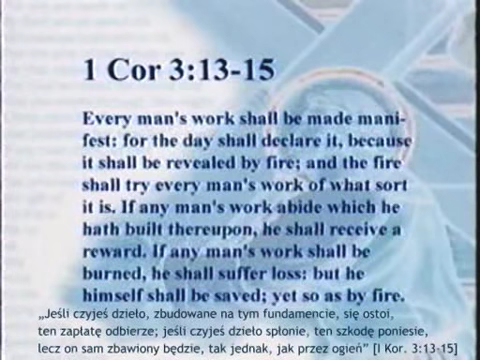 1 Cor 3:13-15
Every man's work shall be made mani-
fest: for the day shall declare it, because
it shall be revealed by fire; and the fire
shall try every man's work of what sort
it is. If any man's work abide which he
hath built thereupon, he shall receive a
reward. If any man's work shall be
burned, he shall suffer loss: but he
himself shall be saved; yet so as by fire.
„Jeśli czyjeś dzieło, zbudowane na tym fundamencie, się ostoi,
ten zapłatę odbierze; jeśli czyjeś dzieło spłonie, ten szkodę poniesie,
lecz on sam zbawiony będzie, tak jednak, jak przez ogień” [I Kor. 3:13-15]